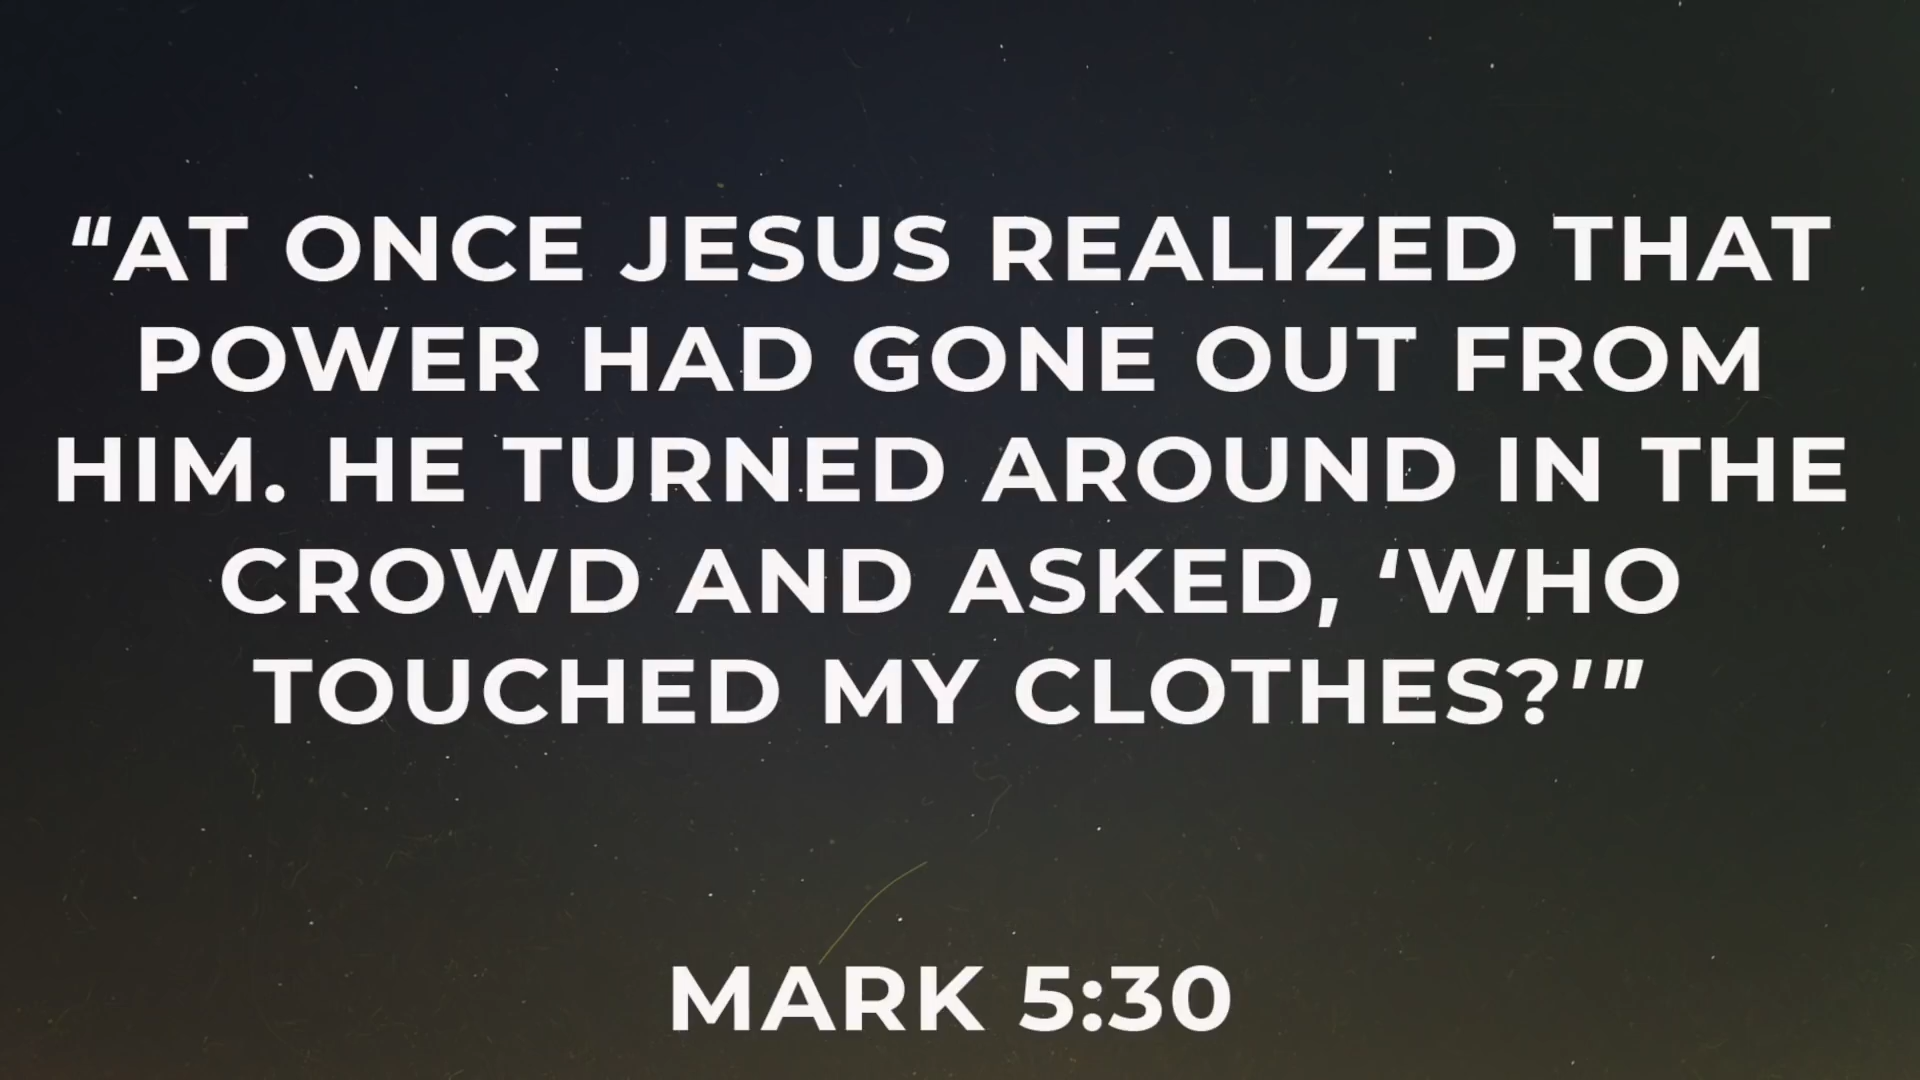 “AT ONCE JESUS REALIZED THAT
POWER HAD GONE OUT FROM
HIM. HE TURNED AROUND IN THE
CROWD AND ASKED, ‘WHO
TOUCHED MY CLOTHES?’”
MARK 5:30